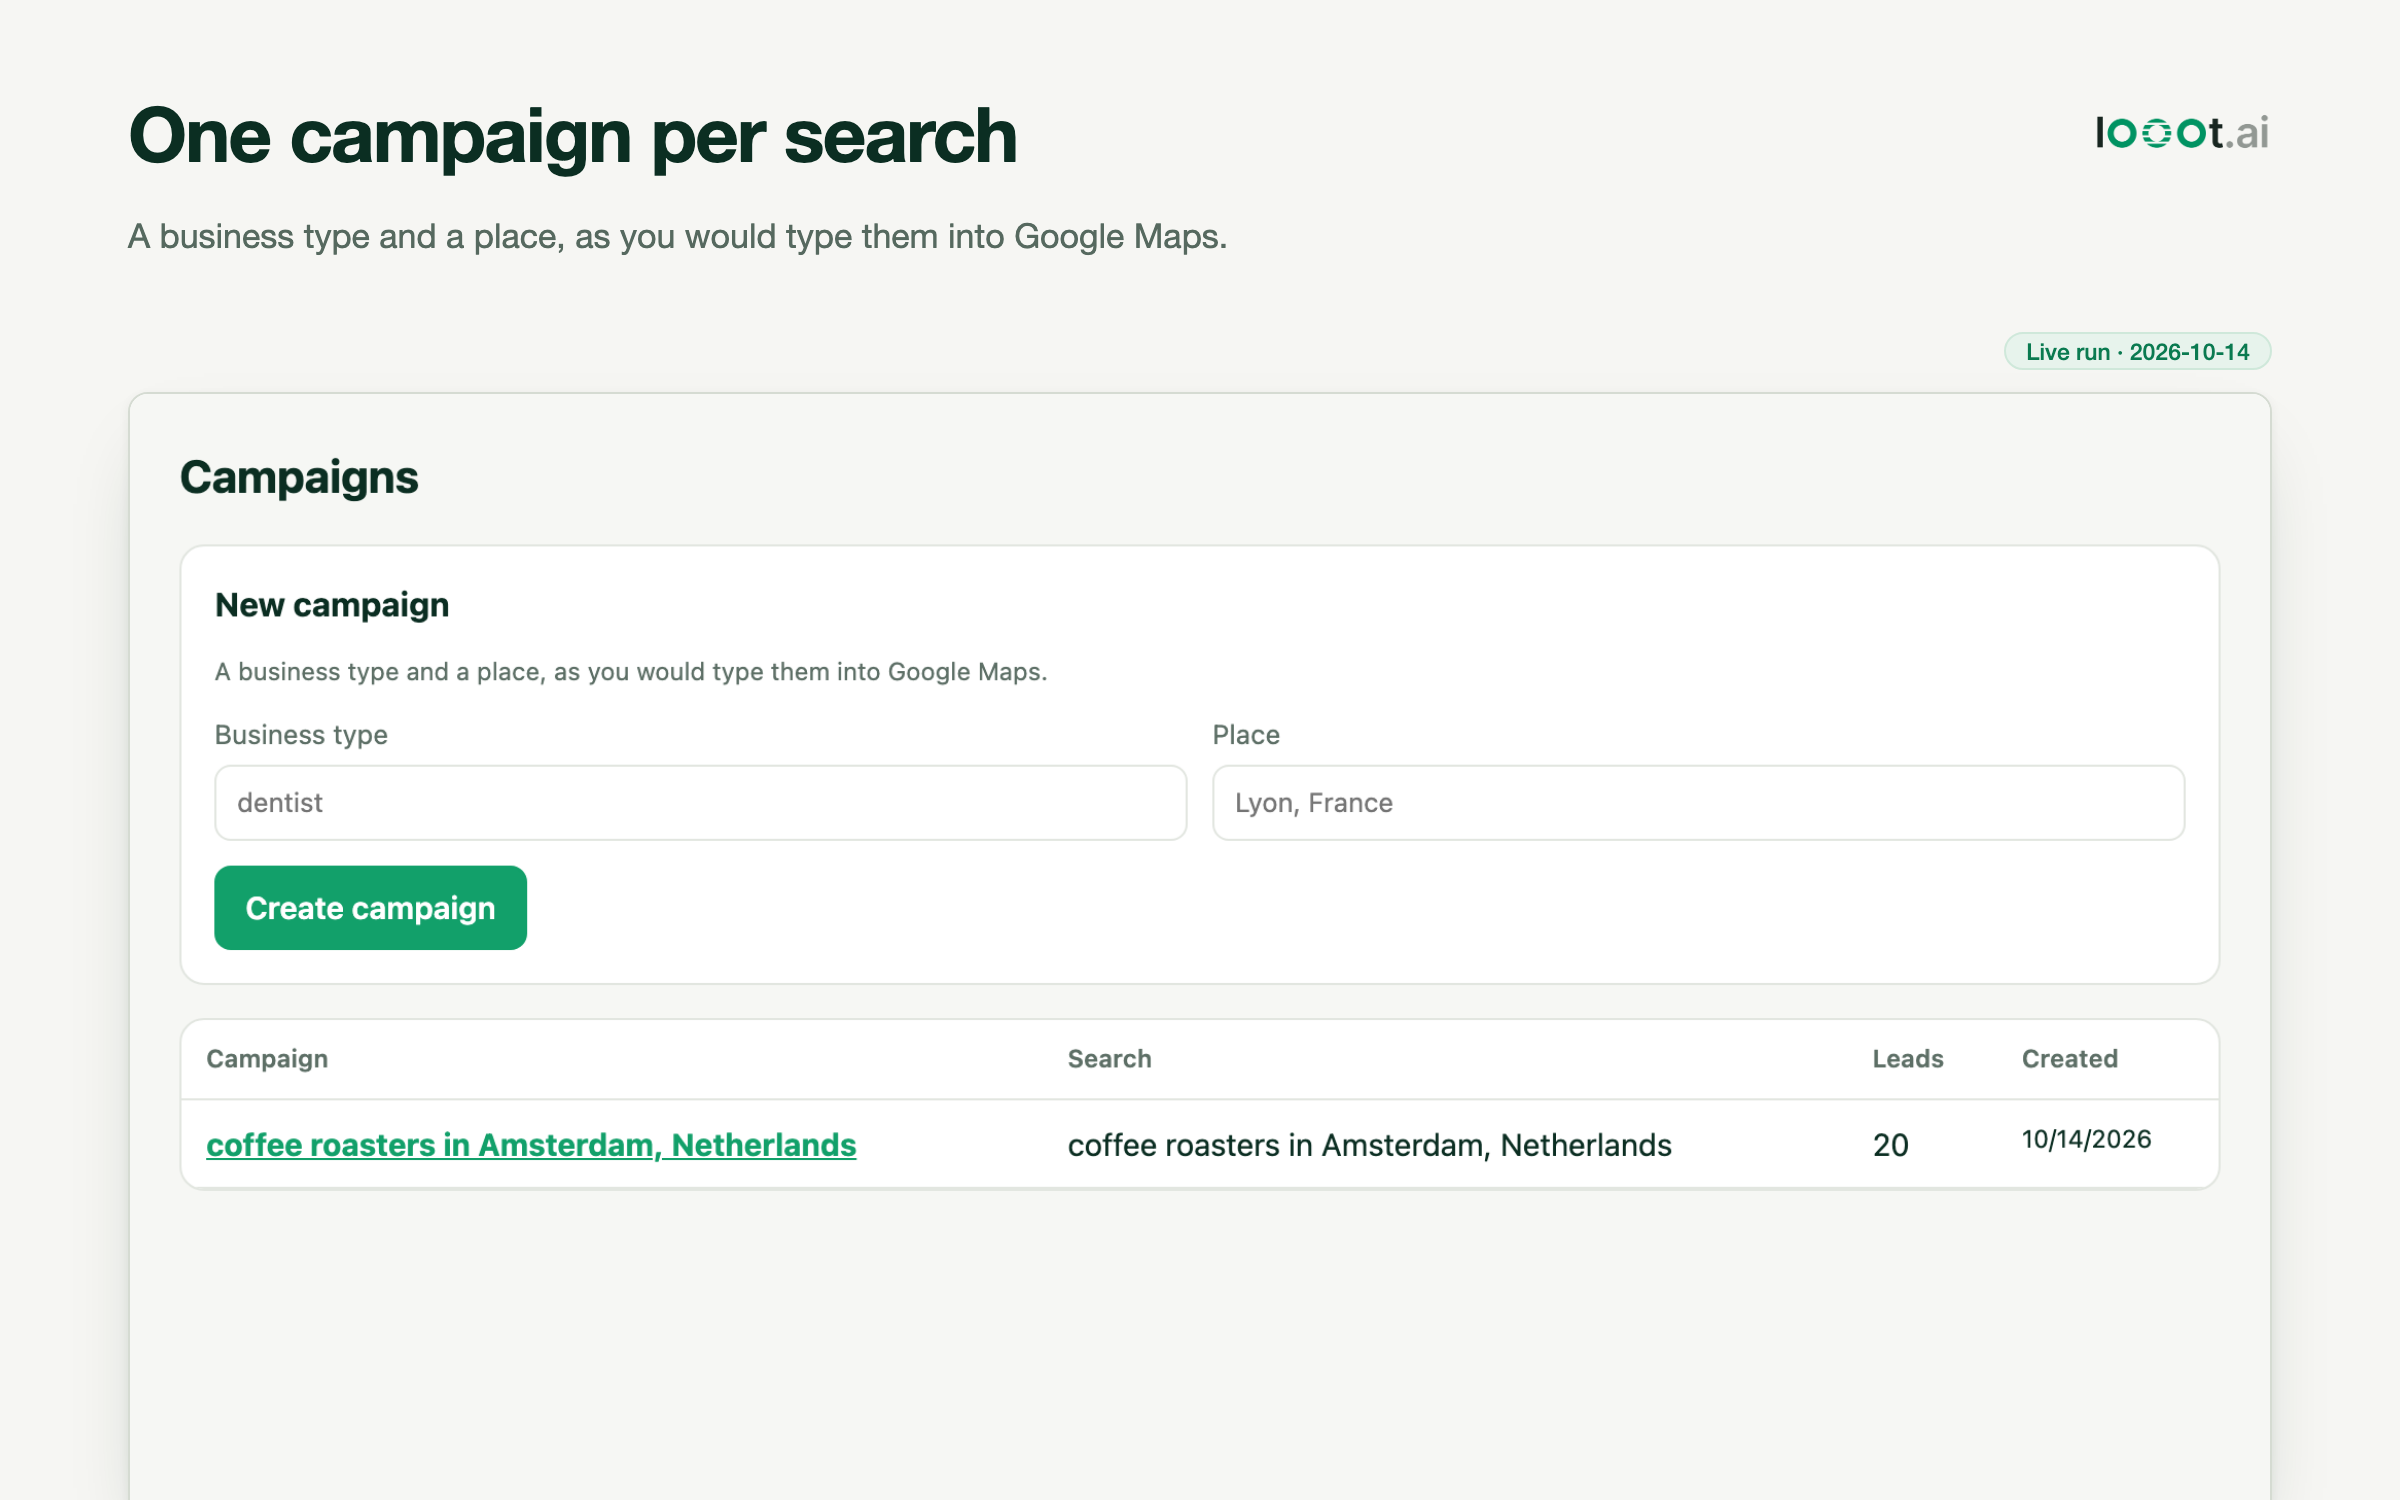 One campaign per search
looot.ai
A business type and a place, as you would type them into Google Maps.
Live run · 2026-10-14
Campaigns
New campaign
A business type and a place, as you would type them into Google Maps.
Business type
Place
dentist
Lyon, France
Create campaign
Campaign Search Leads Created
coffee roasters in Amsterdam, Netherlands coffee roasters in Amsterdam, Netherlands 20 10/14/2026